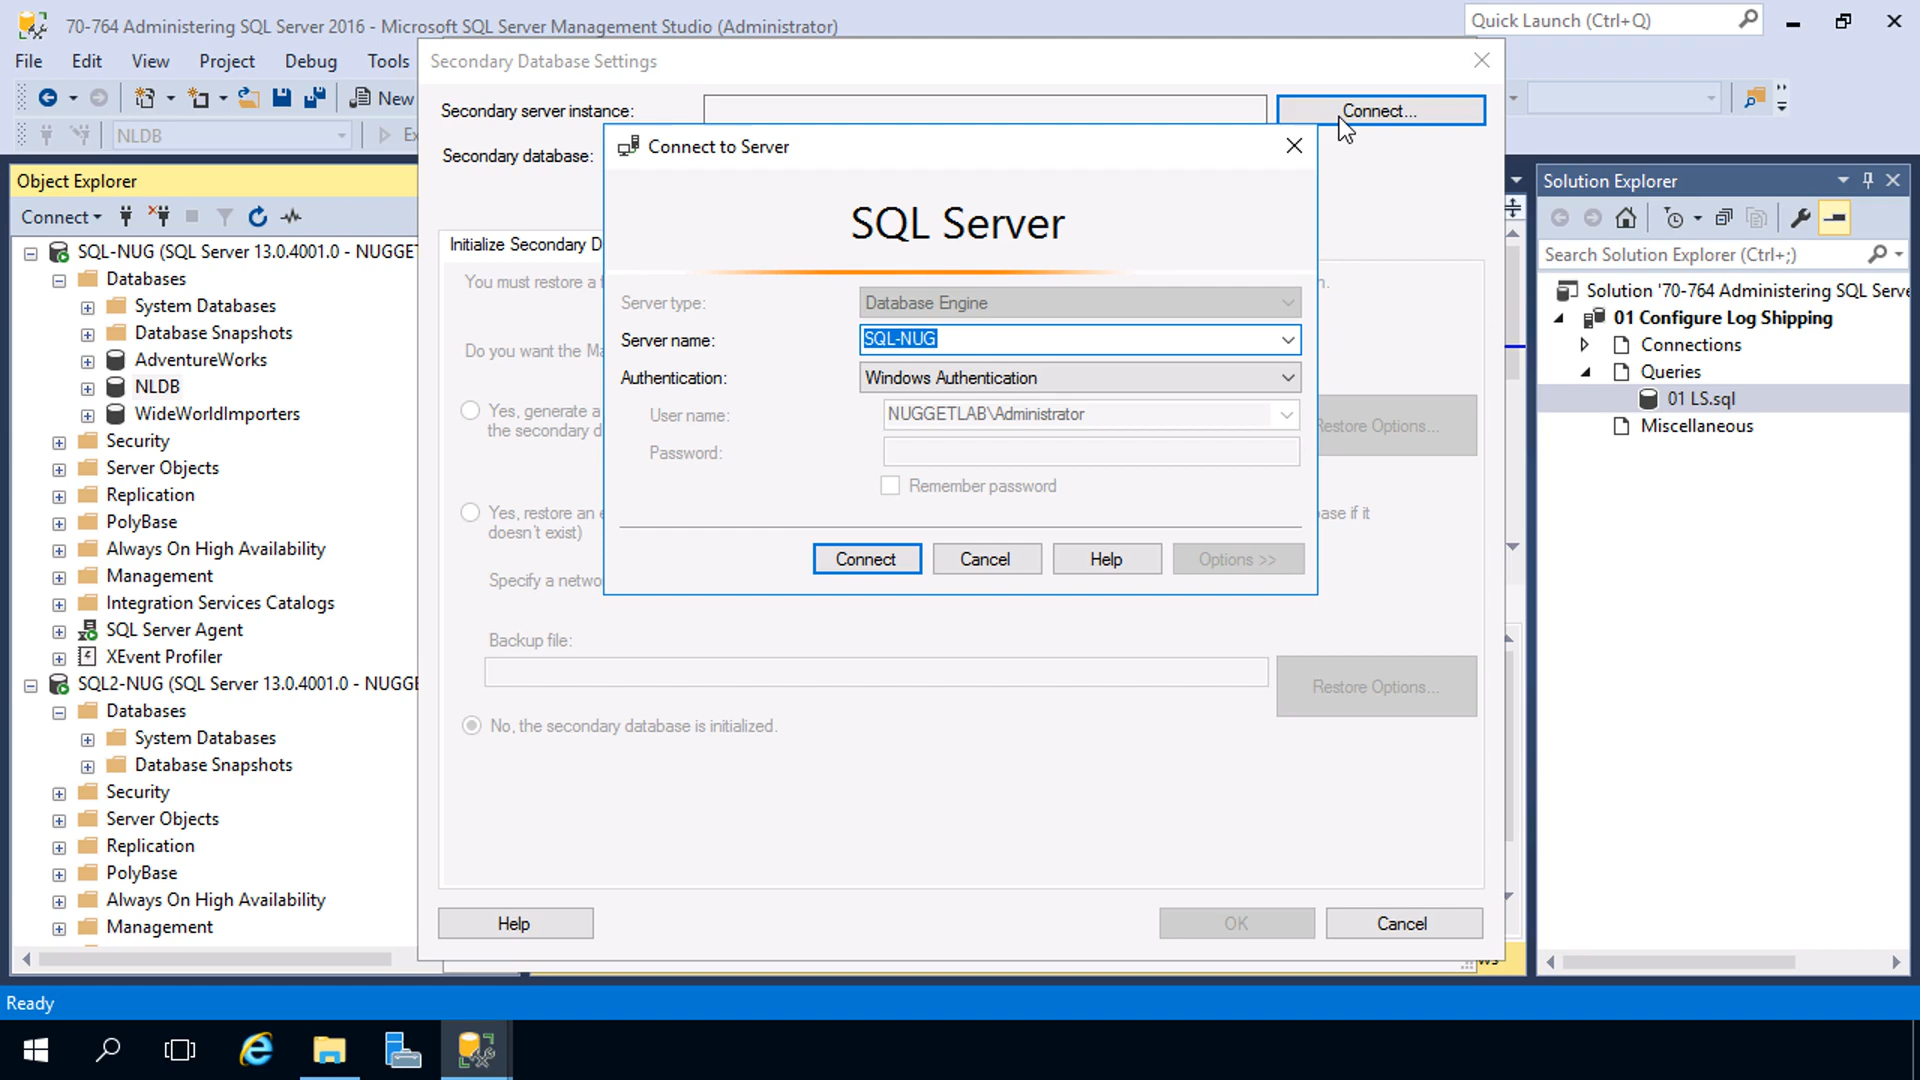 70-764 Administering SQL Server 2016 - Microsoft SQL Server Management Studio (Administrator)
Quick Launch (Ctrl+Q)
File Edit View Project Debug Tools
New
NLDB
Secondary Database Settings
Secondary server instance:
Connect...
Secondary database:
Initialize Secondary D
You must restore a
n.
Do you want the Ma
Yes, generate a
the secondary d
Restore Options...
Yes, restore an e
base if it
doesn't exist)
Specify a netwo
Backup file:
Restore Options...
No, the secondary database is initialized.
Help
OK
Cancel
Connect to Server
SQL Server
Server type:
Database Engine
Server name:
SQL-NUG
Authentication:
Windows Authentication
User name:
NUGGETLAB\Administrator
Password:
Remember password
Connect
Cancel
Help
Options >>
Object Explorer
Connect
SQL-NUG (SQL Server 13.0.4001.0 - NUGGET
Databases
System Databases
Database Snapshots
AdventureWorks
NLDB
WideWorldImporters
Security
Server Objects
Replication
PolyBase
Always On High Availability
Management
Integration Services Catalogs
SQL Server Agent
XEvent Profiler
SQL2-NUG (SQL Server 13.0.4001.0 - NUGGE
Databases
System Databases
Database Snapshots
Security
Server Objects
Replication
PolyBase
Always On High Availability
Management
Solution Explorer
Search Solution Explorer (Ctrl+;)
Solution '70-764 Administering SQL Serve
01 Configure Log Shipping
Connections
Queries
01 LS.sql
Miscellaneous
Ready